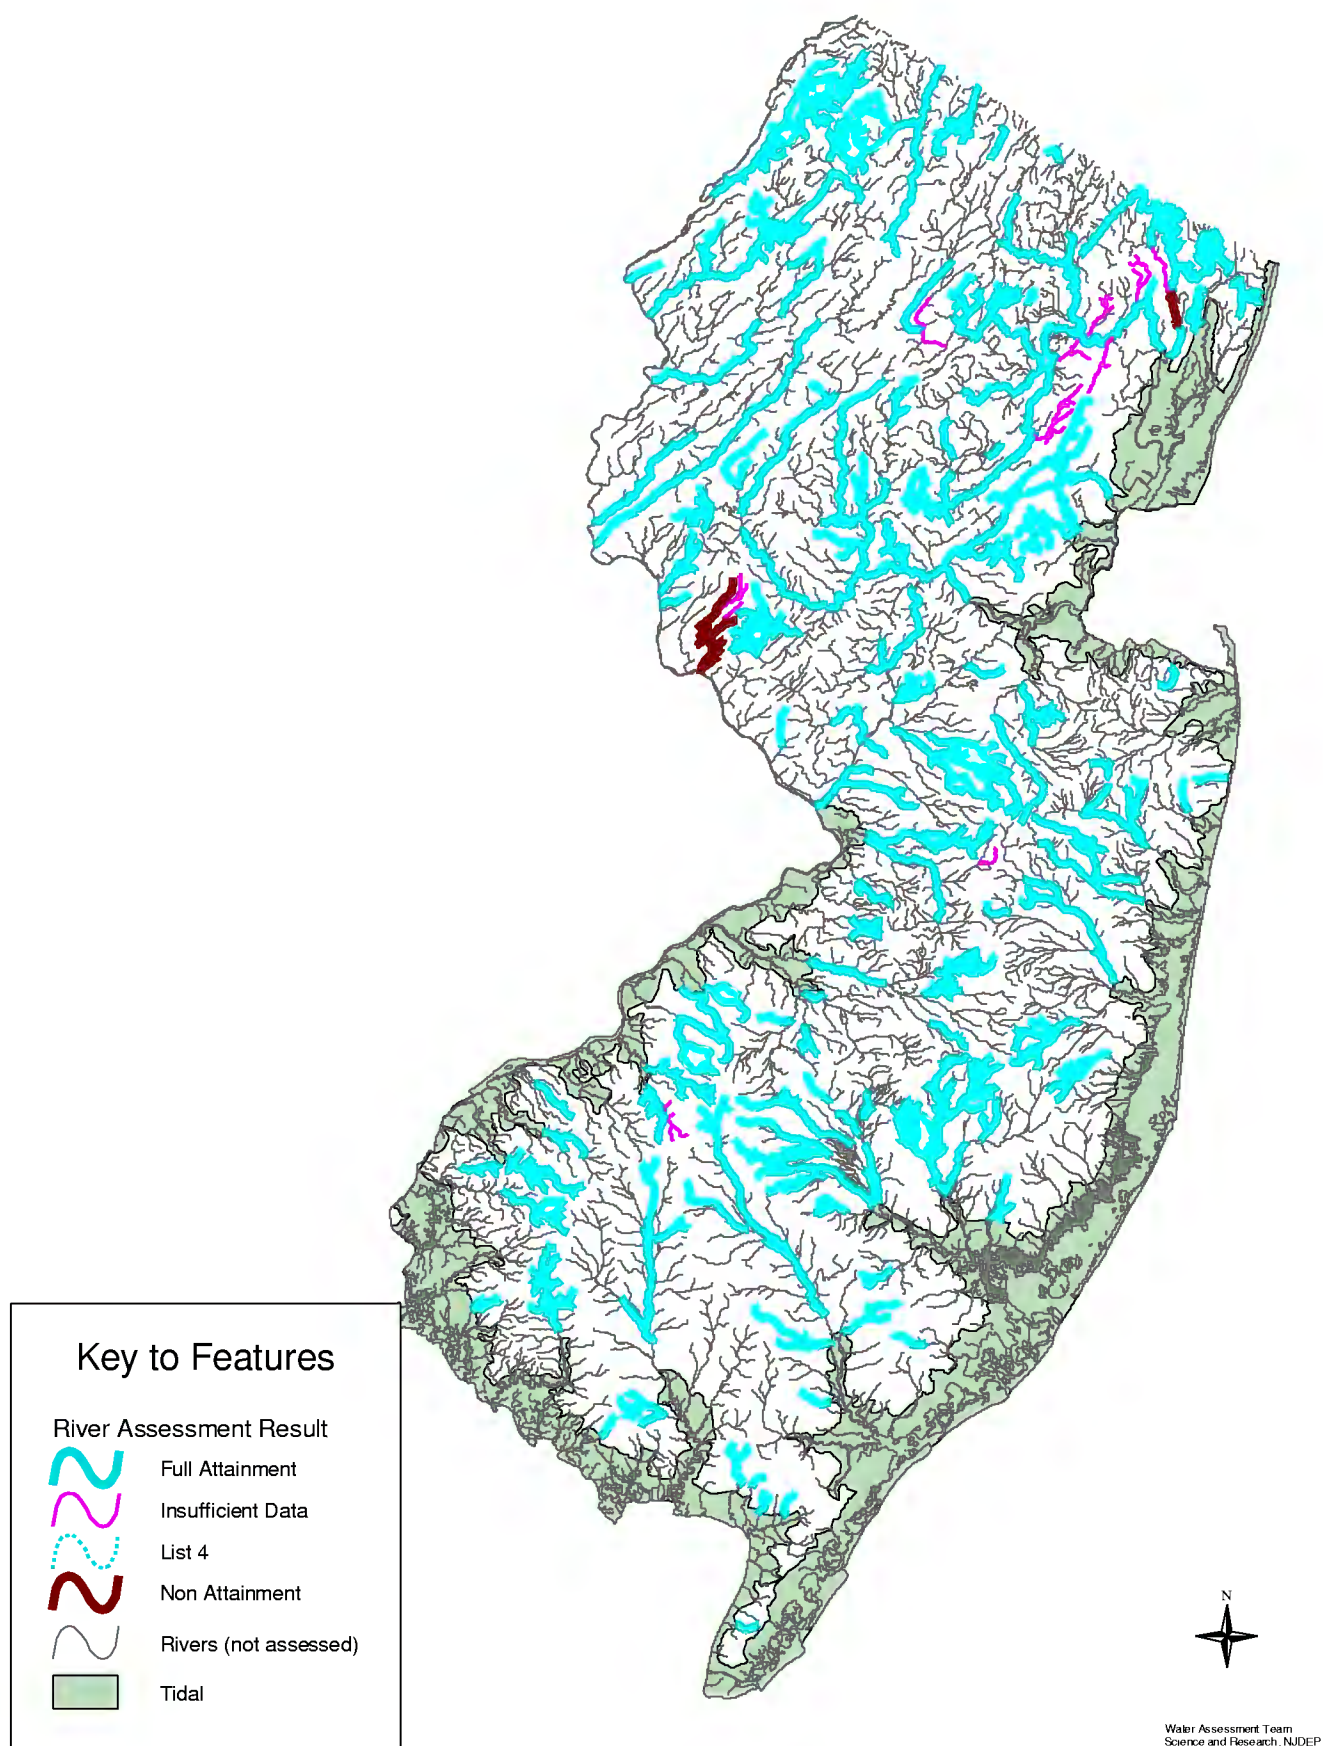 N
Key to Features
River Assessment Result
Full Attainment
Insufficient Data
List 4
Non Attainment
Rivers (not assessed)
Tidal
Water Assessment Team
Science and Research, NJDEP